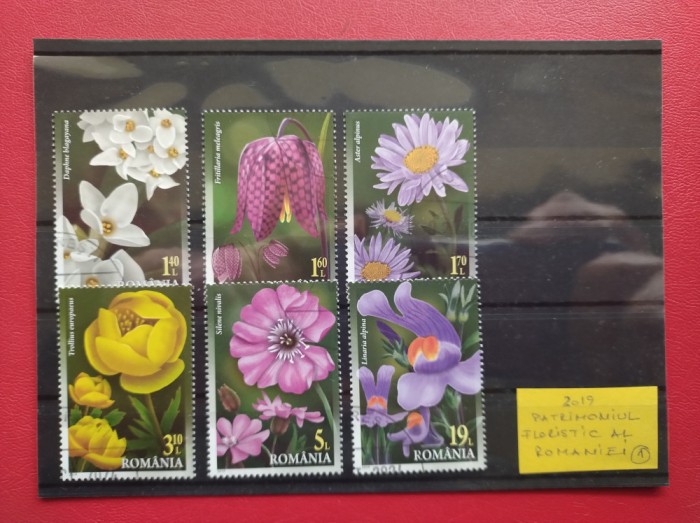 Daphne blagayana
1.40 L
ROMÂNIA
Fritillaria meleagris
1.60 L
Aster alpinus
1.70 L
Trollius europaeus
3.10 L
ROMÂNIA
Silene nivalis
5 L
ROMÂNIA
Linaria alpina
19 L
ROMÂNIA
2019
PATRIMONIUL
FLORISTIC AL
ROMANIEI 1